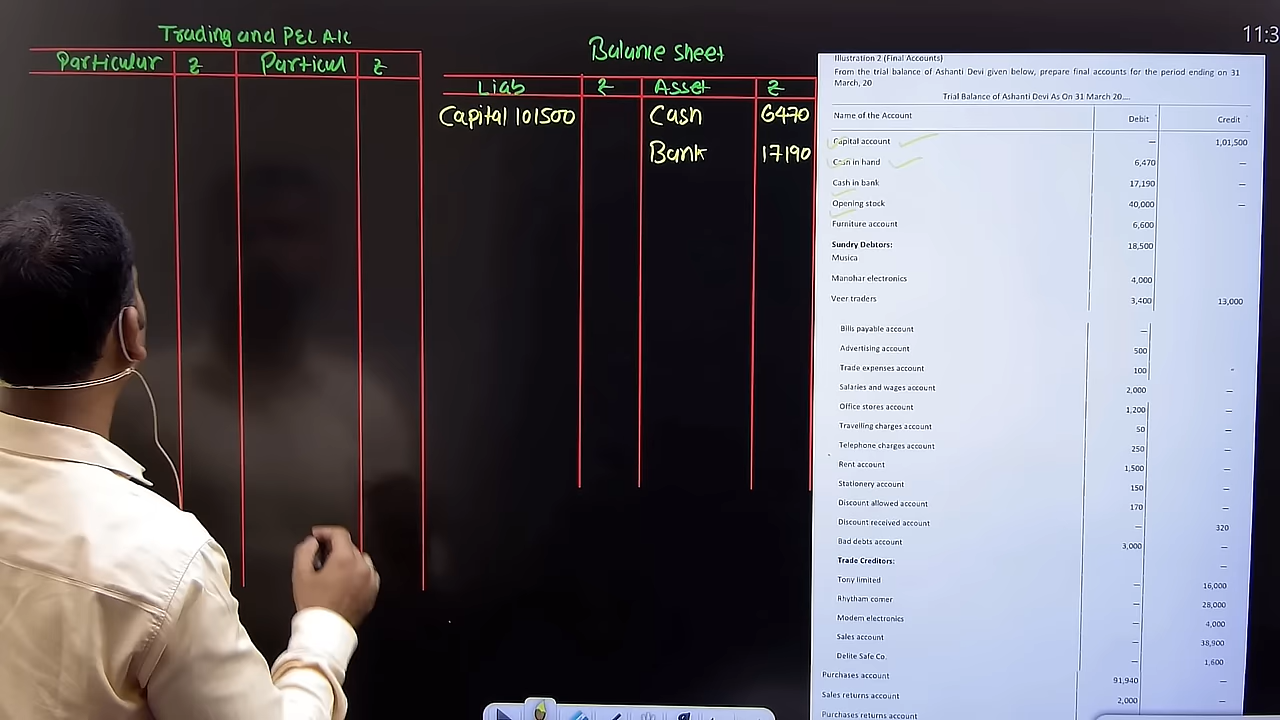 Trading and P&L A/C
Particular ₹ Particul ₹
Balance sheet
Liab ₹ Asset ₹
Capital 101500 Cash 6470
Bank 17190
11:3
Illustration 2 (Final Accounts)
From the trial balance of Ashanti Devi given below, prepare final accounts for the period ending on 31
March, 20
Trial Balance of Ashanti Devi As On 31 March 20....
Name of the Account Debit Credit
Capital account — 1,01,500
Cash in hand 6,470 —
Cash in bank 17,190 —
Opening stock 40,000 —
Furniture account 6,600
Sundry Debtors: 18,500
Musica
Manohar electronics 4,000
Veer traders 3,400 13,000
Bills payable account —
Advertising account 500
Trade expenses account 100 -
Salaries and wages account 2,000 —
Office stores account 1,200 —
Travelling charges account 50 —
Telephone charges account 250 —
Rent account 1,500 —
Stationery account 150 —
Discount allowed account 170 —
Discount received account — 320
Bad debts account 3,000 —
Trade Creditors: —
Tony limited — 16,000
Rhytham corner — 28,000
Modern electronics — 4,000
Sales account — 38,900
Delite Safe Co. — 1,600
Purchases account 91,940 —
Sales returns account 2,000 —
Purchases returns account